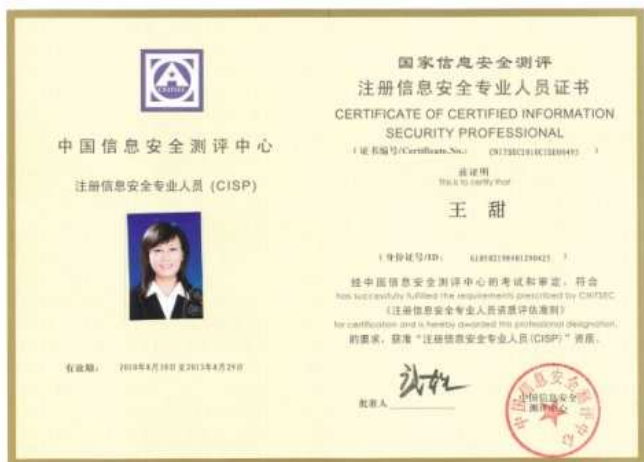 CNITSEC
中国信息安全测评中心
注册信息安全专业人员 (CISP)
有效期: 2010年8月30日至2013年8月29日
国家信息安全测评
注册信息安全专业人员证书
CERTIFICATE OF CERTIFIED INFORMATION
SECURITY PROFESSIONAL
(证书编号/Certificate.No.: CNITSEC2010CISE00493 )
兹证明
This is to certify that
王 甜
(身份证号/ID: )
经中国信息安全测评中心的考试和审定, 符合
has successfully fulfilled the requirements prescribed by CNITSEC
《注册信息安全专业人员资质评估准则》
for certification and is hereby awarded this professional designation.
的要求, 获准“注册信息安全专业人员(CISP)”资质。
批准人
中国信息安全
测评中心